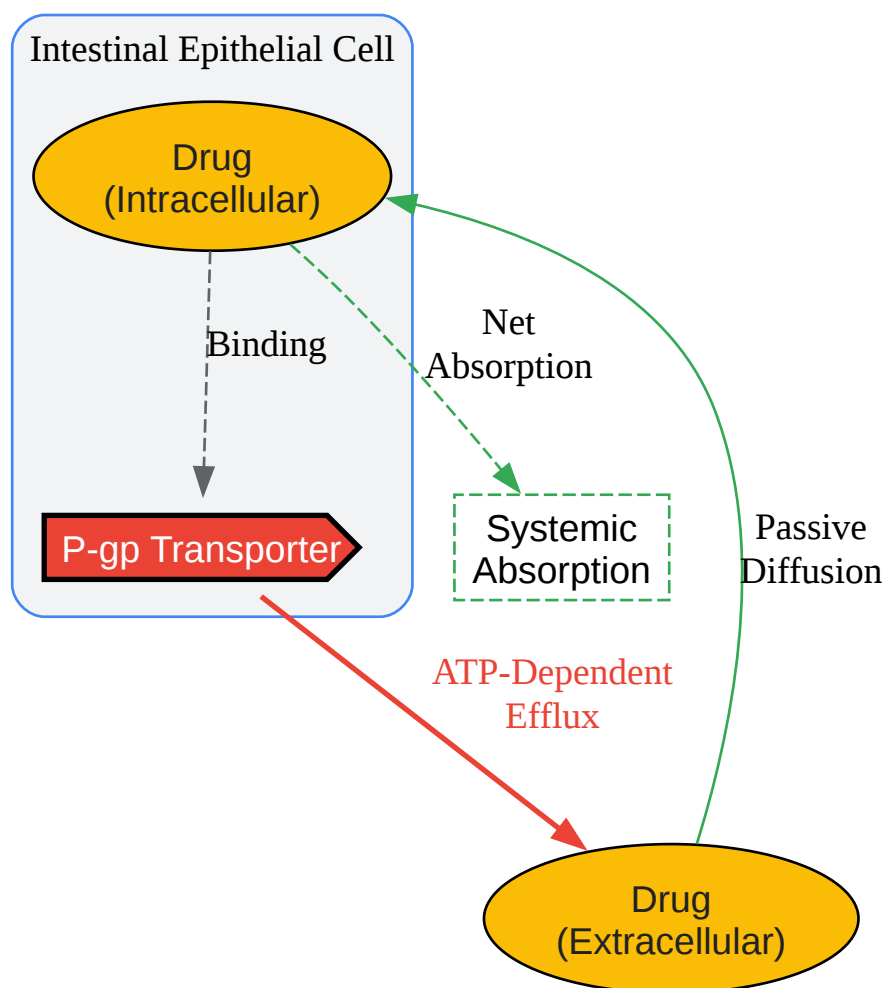 Intestinal Epithelial Cell
Drug
(Intracellular)
Binding
Net
Absorption
P-gp Transporter
Systemic
Absorption
Passive
Diffusion
ATP-Dependent
Efflux
Drug
(Extracellular)